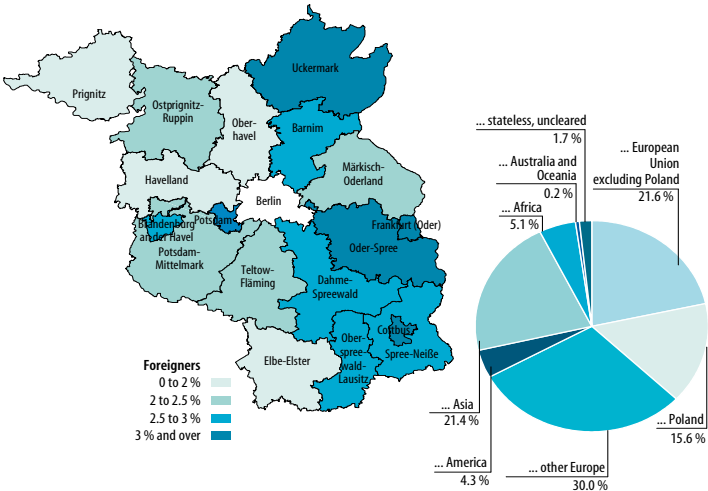 Uckermark
Prignitz
Ostprignitz-
Ruppin
Ober-
havel
Barnim
Märkisch-
Oderland
Havelland
Berlin
Brandenburg
an der Havel
Potsdam
Potsdam-
Mittelmark
Frankfurt (Oder)
Oder-Spree
Teltow-
Fläming
Dahme-
Spreewald
Cottbus
Spree-Neiße
Ober-
spree-
wald-
Lausitz
Elbe-Elster
Foreigners
0 to 2 %
2 to 2.5 %
2.5 to 3 %
3 % and over
... stateless, uncleared
1.7 %
... Australia and
Oceania
0.2 %
... Africa
5.1 %
... European
Union
excluding Poland
21.6 %
... Asia
21.4 %
... America
4.3 %
... other Europe
30.0 %
... Poland
15.6 %